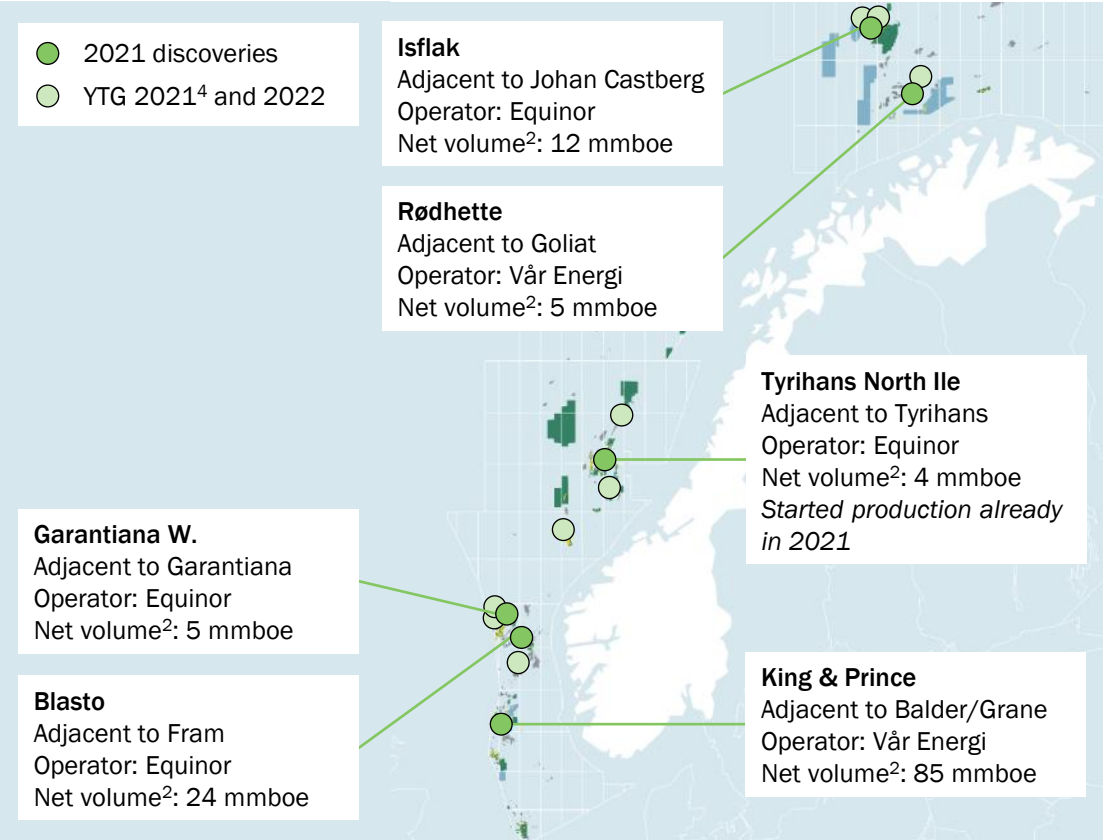 2021 discoveries
YTG 2021⁴ and 2022
Isflak
Adjacent to Johan Castberg
Operator: Equinor
Net volume²: 12 mmboe
Rødhette
Adjacent to Goliat
Operator: Vår Energi
Net volume²: 5 mmboe
Tyrihans North Ile
Adjacent to Tyrihans
Operator: Equinor
Net volume²: 4 mmboe
Started production already
in 2021
Garantiana W.
Adjacent to Garantiana
Operator: Equinor
Net volume²: 5 mmboe
Blasto
Adjacent to Fram
Operator: Equinor
Net volume²: 24 mmboe
King & Prince
Adjacent to Balder/Grane
Operator: Vår Energi
Net volume²: 85 mmboe